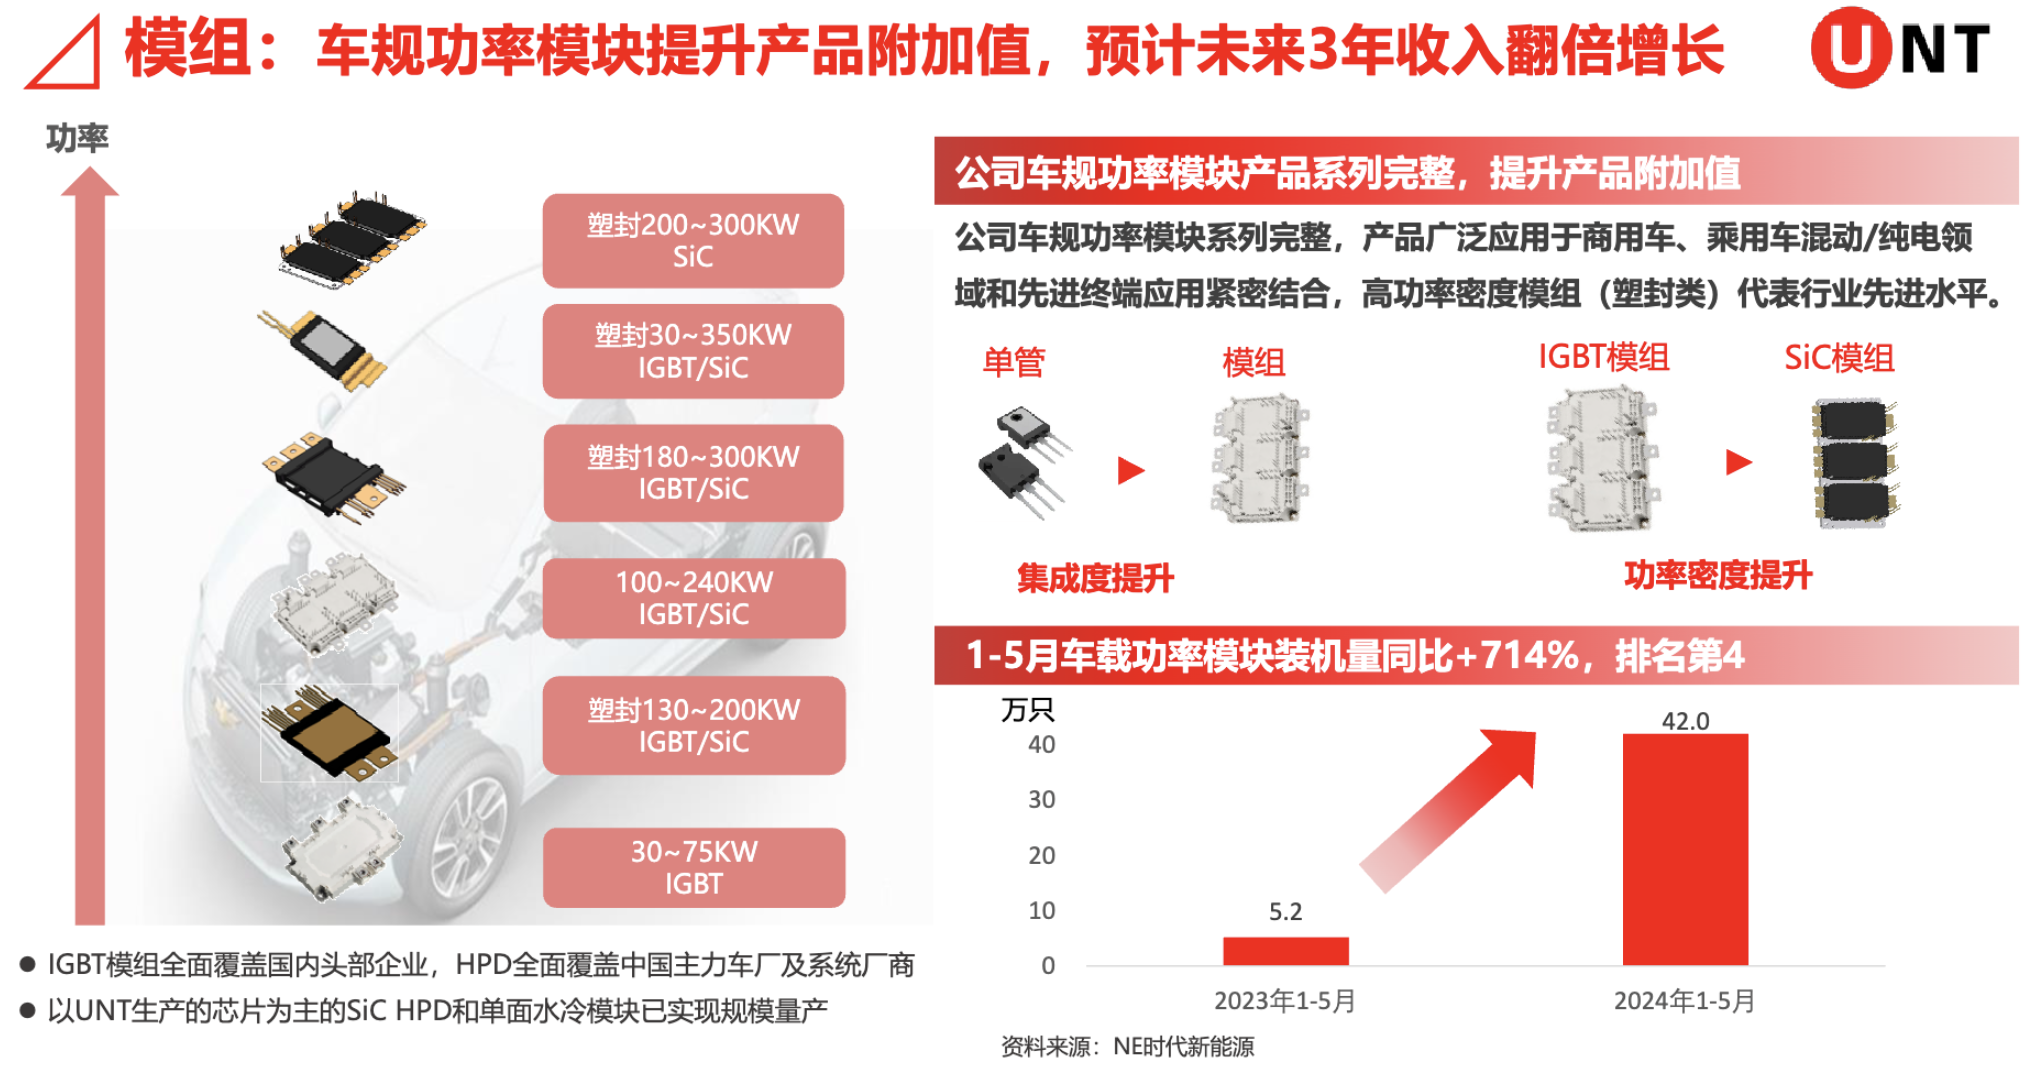 模组：车规功率模块提升产品附加值，预计未来3年收入翻倍增长
UNT
功率
塑封200~300KW
SiC
塑封30~350KW
IGBT/SiC
塑封180~300KW
IGBT/SiC
100~240KW
IGBT/SiC
塑封130~200KW
IGBT/SiC
30~75KW
IGBT
● IGBT模组全面覆盖国内头部企业，HPD全面覆盖中国主力车厂及系统厂商
● 以UNT生产的芯片为主的SiC HPD和单面水冷模块已实现规模量产
公司车规功率模块产品系列完整，提升产品附加值
公司车规功率模块系列完整，产品广泛应用于商用车、乘用车混动/纯电领
域和先进终端应用紧密结合，高功率密度模组（塑封类）代表行业先进水平。
单管
模组
IGBT模组
SiC模组
集成度提升
功率密度提升
1-5月车载功率模块装机量同比+714%，排名第4
万只
40
30
20
10
0
5.2
42.0
2023年1-5月
2024年1-5月
资料来源：NE时代新能源